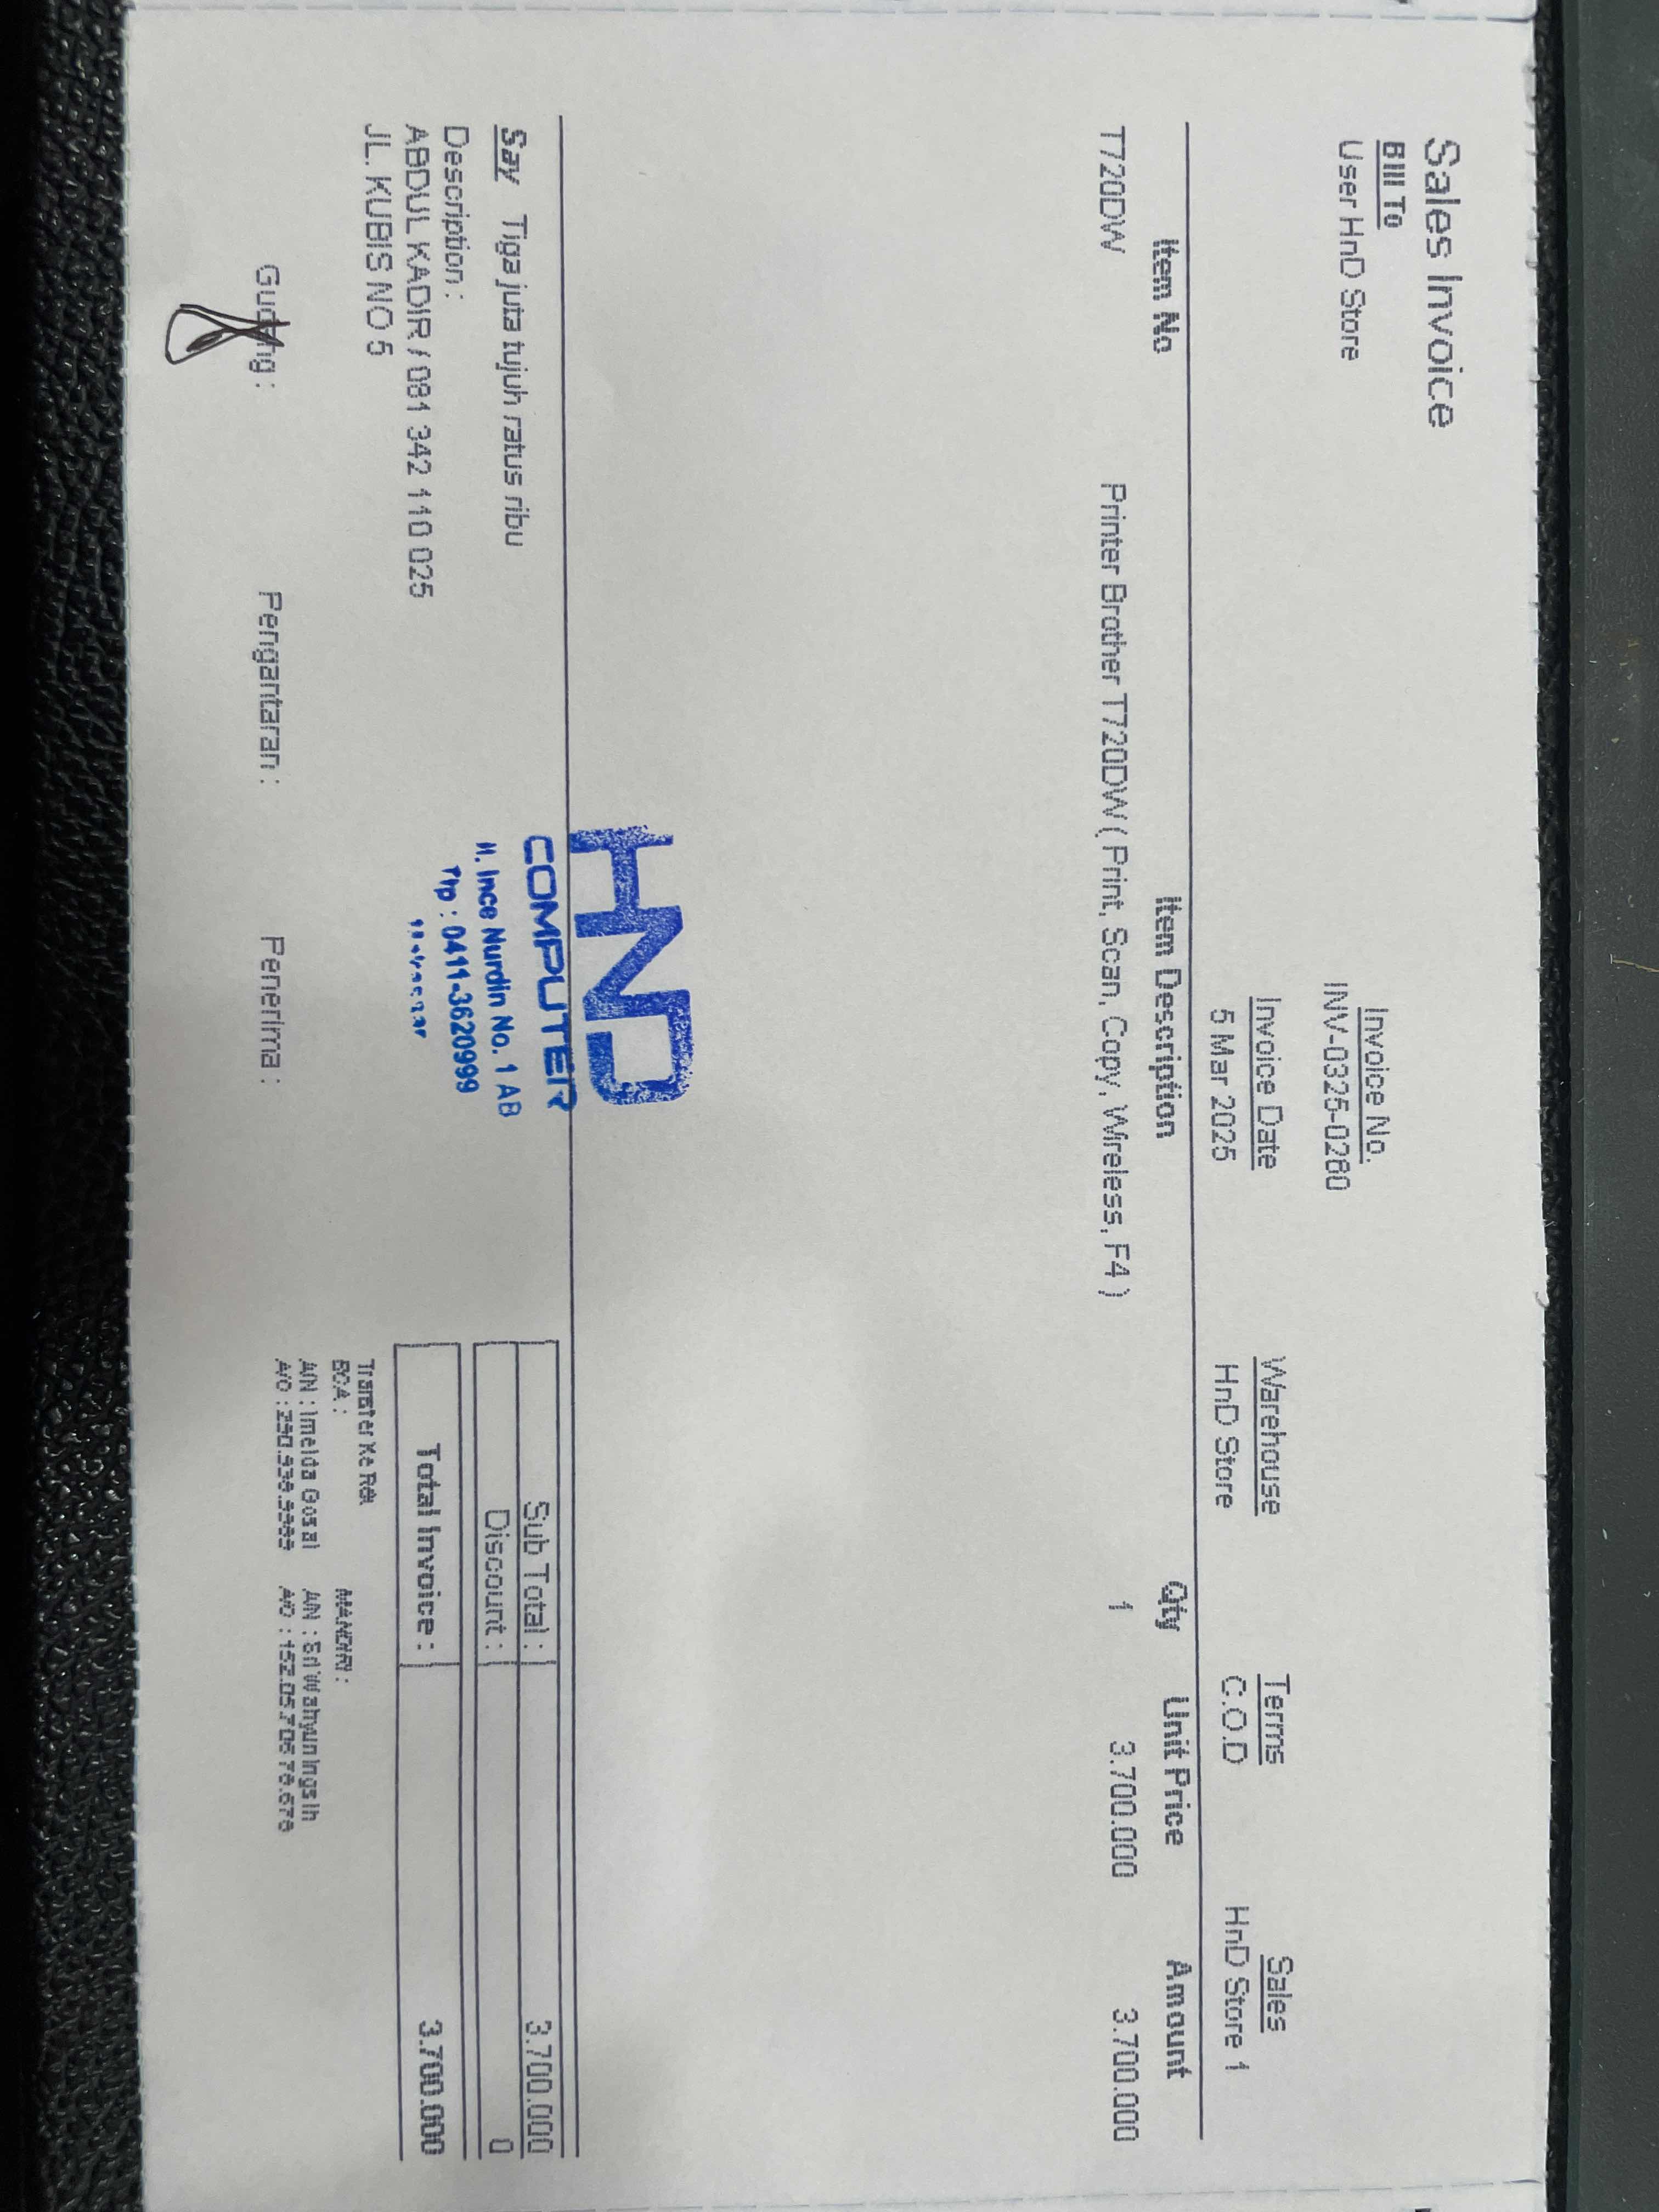 Sales Invoice
Bill To
User HnD Store
Invoice No.
INV-0325-0280
Invoice Date
5 Mar 2025
Warehouse
HnD Store
Terms
C.O.D
Sales
HnD Store 1
Item No Item Description Qty Unit Price Amount
T720DW Printer Brother T720DW ( Print, Scan, Copy, Wireless, F4 ) 1 3.700.000 3.700.000
HND
COMPUTER
H. Ince Nurdin No. 1 AB
Tlp : 0411-3620999
Say Tiga juta tujuh ratus ribu
Description :
ABDUL KADIR / 081 342 110 025
JL. KUBIS NO 5
Sub Total : 3.700.000
Discount : 0
Total Invoice : 3.700.000
Gudang : Pengantaran : Penerima :
Transfer Ke Rek
BCA : MANDIRI :
A/N : Imelda Gosal A/N : Sri Wahyuningsih
A/C : A/C :